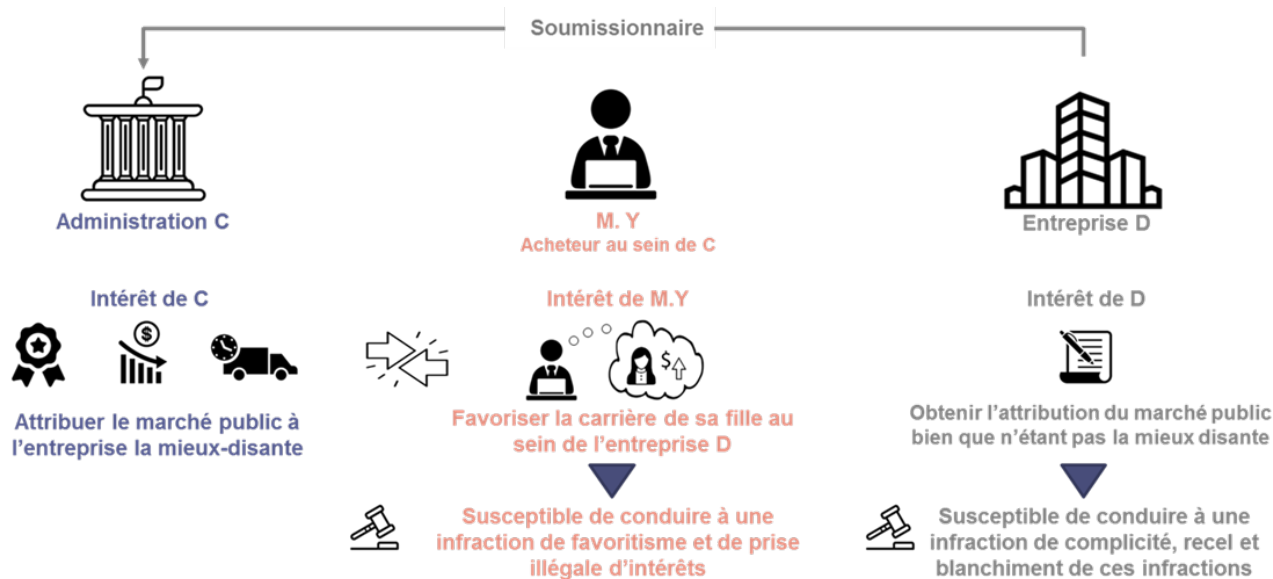 Soumissionnaire
Administration C
M. Y
Acheteur au sein de C
Entreprise D
Intérêt de C
$
Attribuer le marché public à
l'entreprise la mieux-disante
Intérêt de M.Y
$
Favoriser la carrière de sa fille au
sein de l'entreprise D
Susceptible de conduire à une
infraction de favoritisme et de prise
illégale d'intérêts
Intérêt de D
Obtenir l'attribution du marché public
bien que n'étant pas la mieux disante
Susceptible de conduire à une
infraction de complicité, recel et
blanchiment de ces infractions